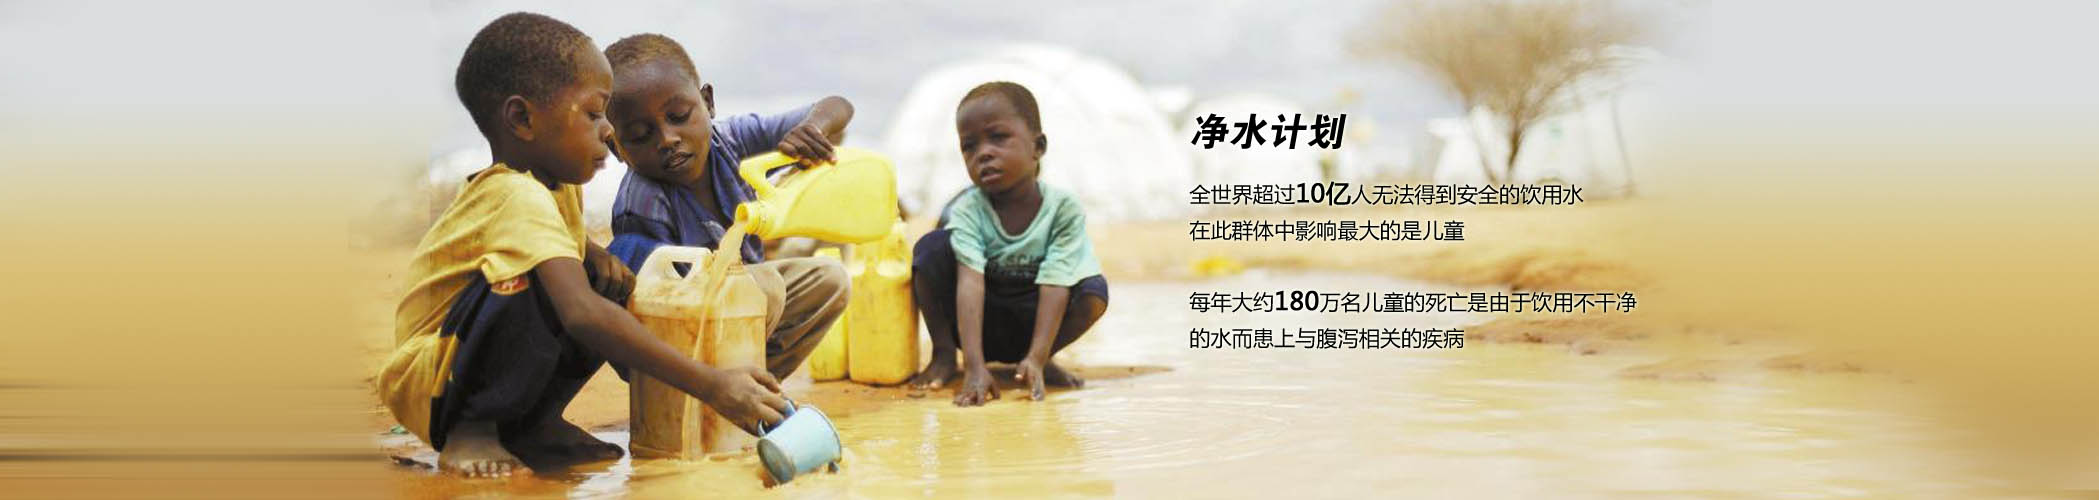 净水计划
全世界超过10亿人无法得到安全的饮用水
在此群体中影响最大的是儿童
每年大约180万名儿童的死亡是由于饮用不干净
的水而患上与腹泻相关的疾病